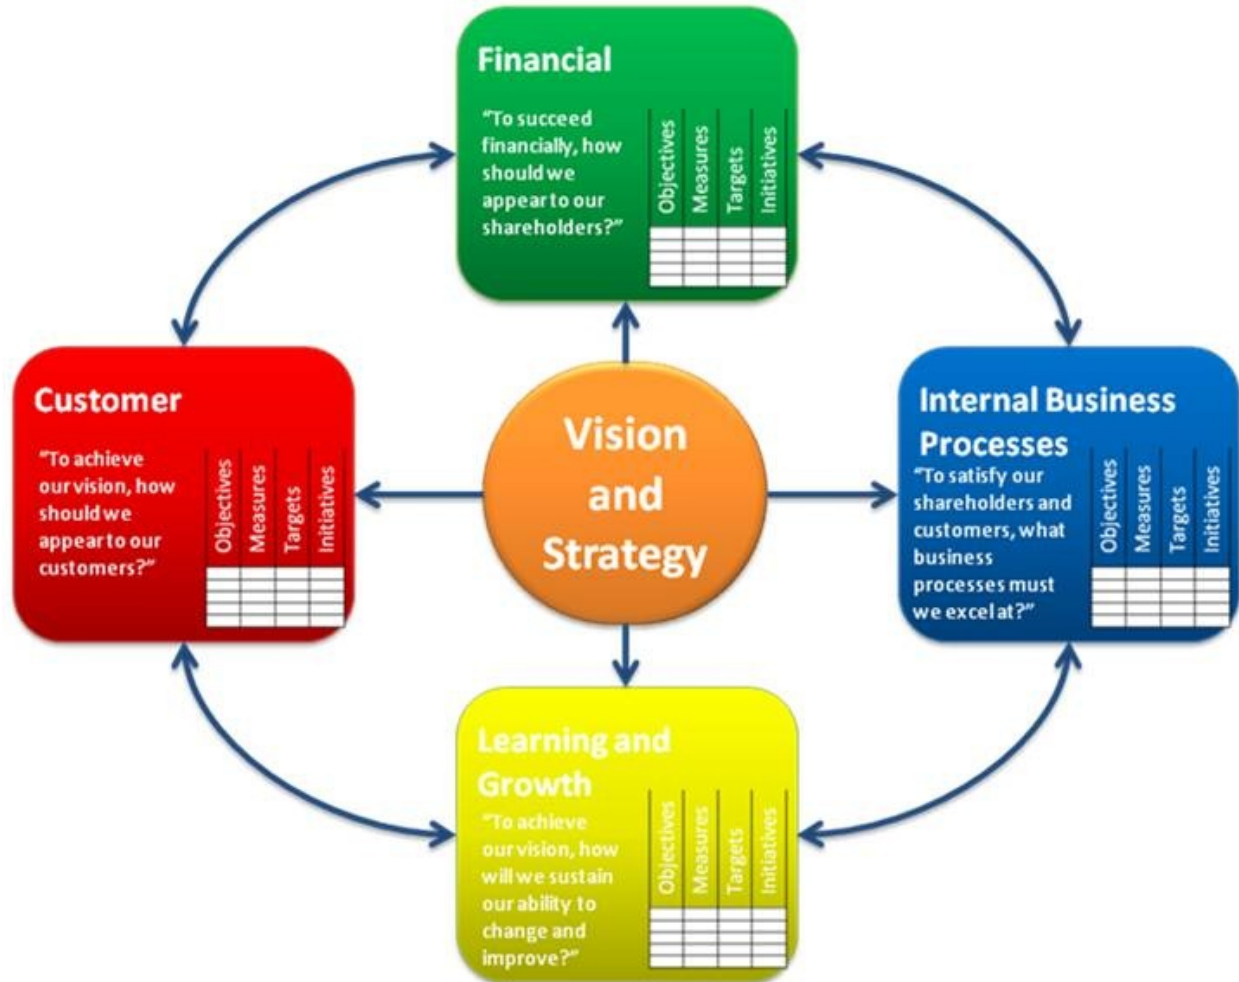 Financial
"To succeed
financially, how
should we
appear to our
shareholders?"
Objectives
Measures
Targets
Initiatives
Customer
"To achieve
our vision, how
should we
appear to our
customers?"
Objectives
Measures
Targets
Initiatives
Vision
and
Strategy
Internal Business
Processes
"To satisfy our
shareholders and
customers, what
business
processes must
we excel at?"
Objectives
Measures
Targets
Initiatives
Learning and
Growth
"To achieve
our vision, how
will we sustain
our ability to
change and
improve?"
Objectives
Measures
Targets
Initiatives